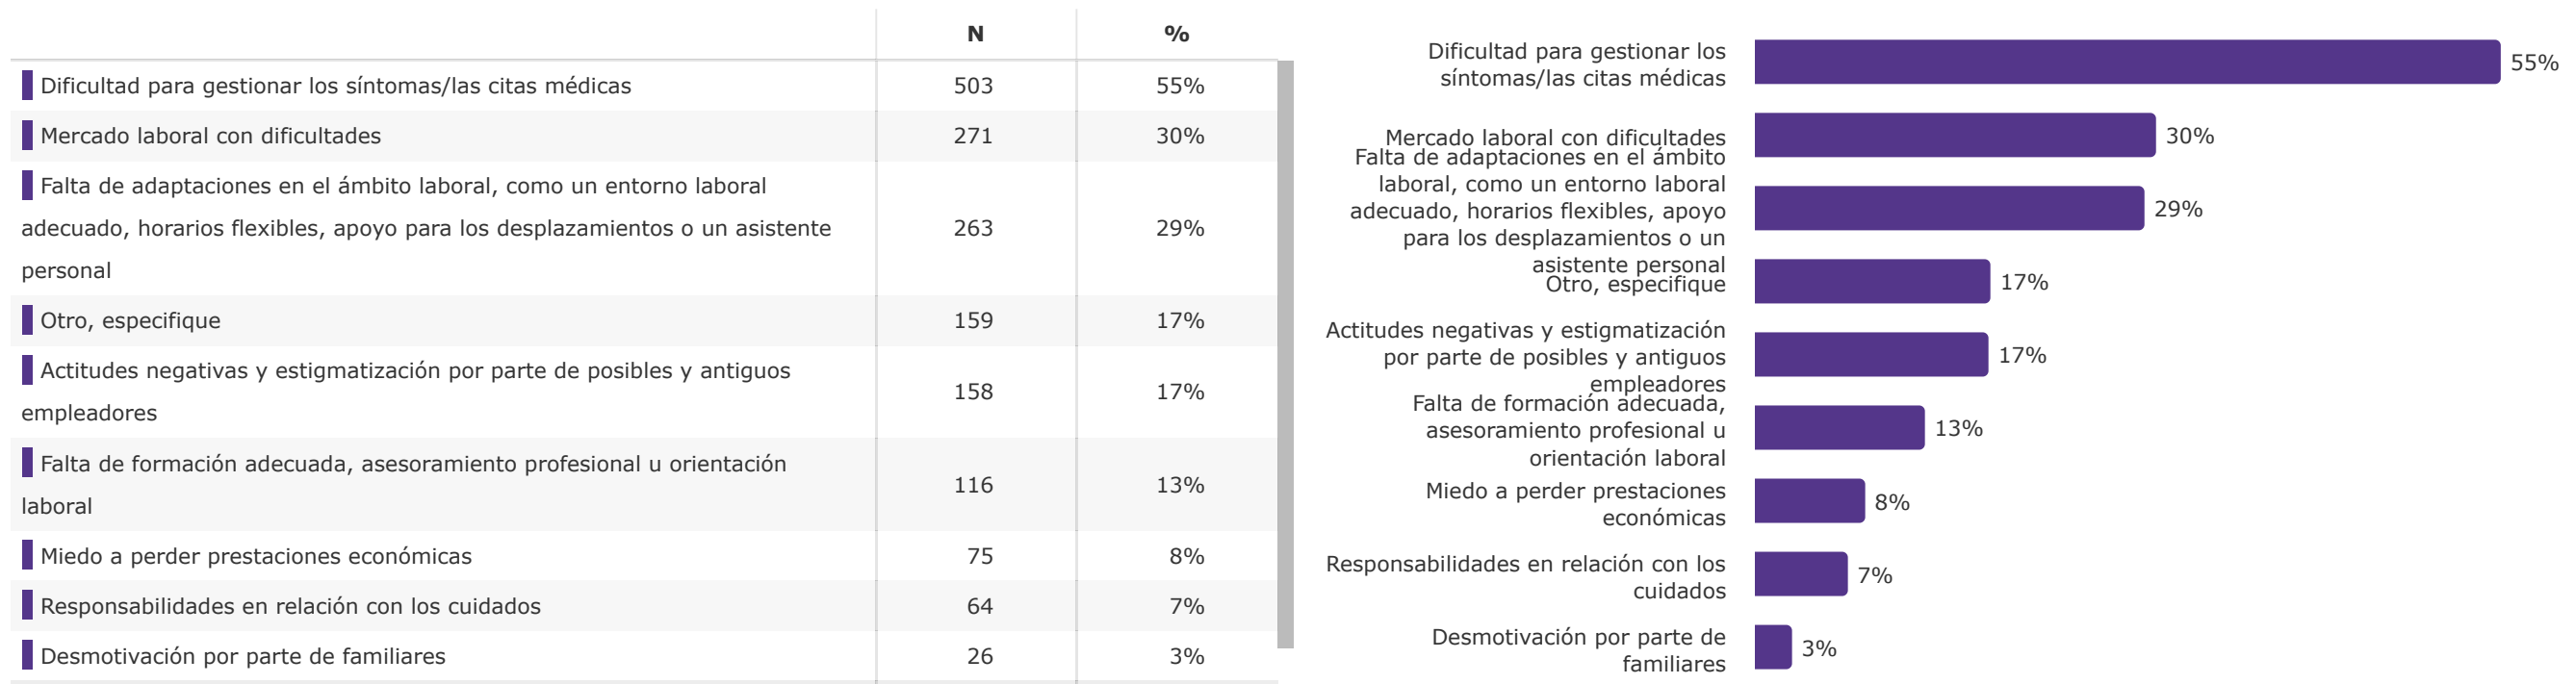 N %
Dificultad para gestionar los síntomas/las citas médicas 503 55%
Mercado laboral con dificultades 271 30%
Falta de adaptaciones en el ámbito laboral, como un entorno laboral
adecuado, horarios flexibles, apoyo para los desplazamientos o un asistente 263 29%
personal
Otro, especifique 159 17%
Actitudes negativas y estigmatización por parte de posibles y antiguos
empleadores 158 17%
Falta de formación adecuada, asesoramiento profesional u orientación
laboral 116 13%
Miedo a perder prestaciones económicas 75 8%
Responsabilidades en relación con los cuidados 64 7%
Desmotivación por parte de familiares 26 3%
Dificultad para gestionar los
síntomas/las citas médicas
55%
Mercado laboral con dificultades
30%
Falta de adaptaciones en el ámbito
laboral, como un entorno laboral
adecuado, horarios flexibles, apoyo
para los desplazamientos o un
asistente personal
29%
Otro, especifique
17%
Actitudes negativas y estigmatización
por parte de posibles y antiguos
empleadores
17%
Falta de formación adecuada,
asesoramiento profesional u
orientación laboral
13%
Miedo a perder prestaciones
económicas
8%
Responsabilidades en relación con los
cuidados
7%
Desmotivación por parte de
familiares
3%